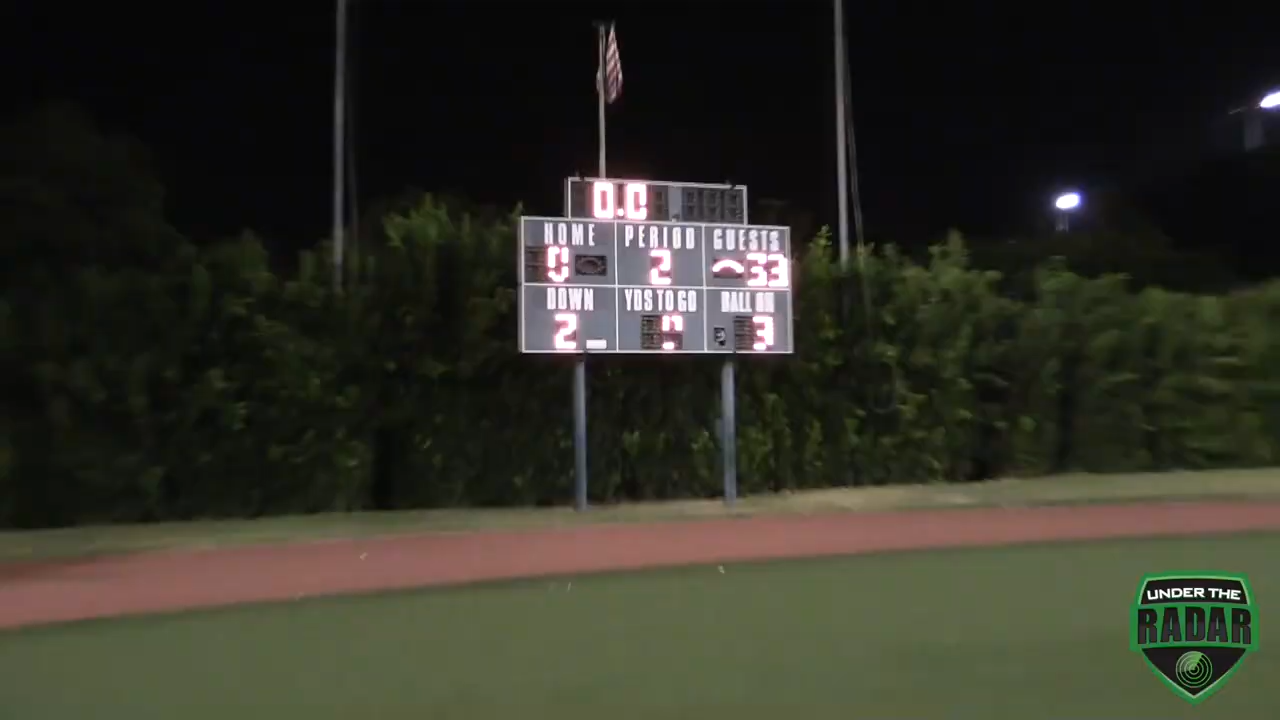 0.0
HOME PERIOD GUESTS
0 2 33
DOWN YDS TO GO BALL ON
2 3
UNDER THE
RADAR